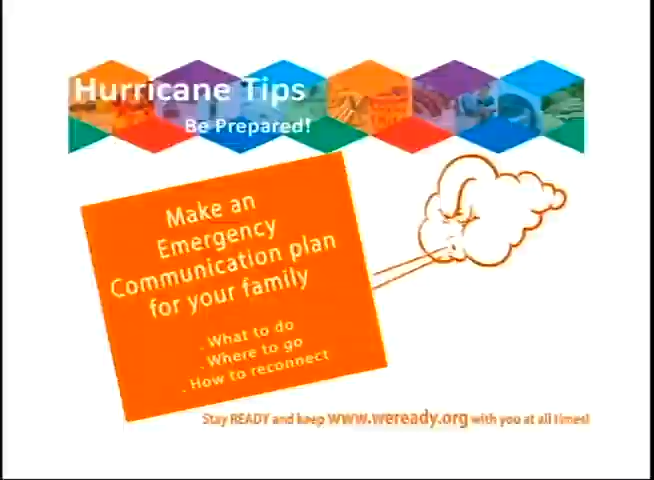 Hurricane Tips
Be Prepared!
Make an
Emergency
Communication plan
for your family
. What to do
. Where to go
. How to reconnect
Stay READY and keep www.weready.org with you at all times!